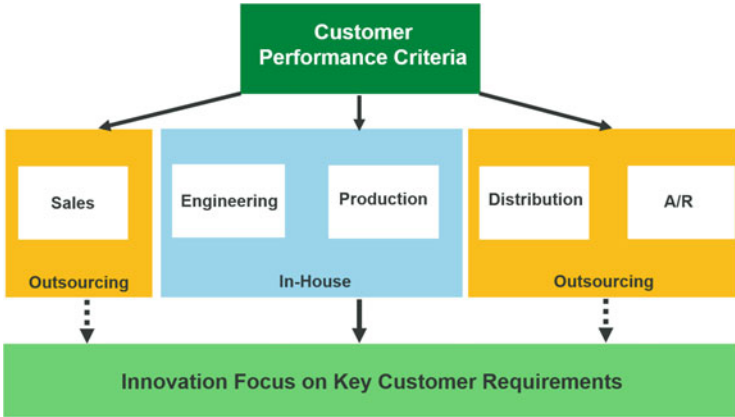 Customer
Performance Criteria
Sales
Engineering
Production
Distribution
A/R
Outsourcing
In-House
Outsourcing
Innovation Focus on Key Customer Requirements